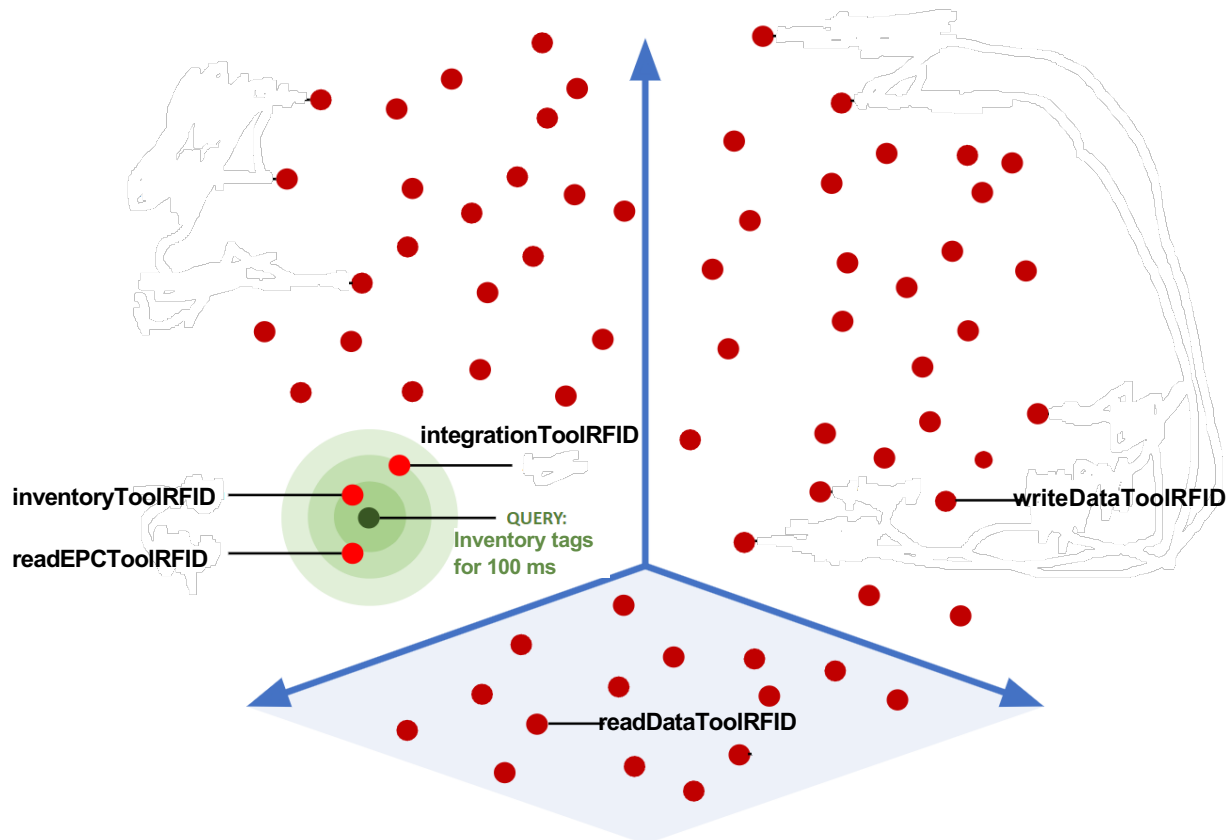 integrationToolRFID
inventoryToolRFID
QUERY:
Inventory tags
for 100 ms
readEPCToolRFID
writeDataToolRFID
readDataToolRFID